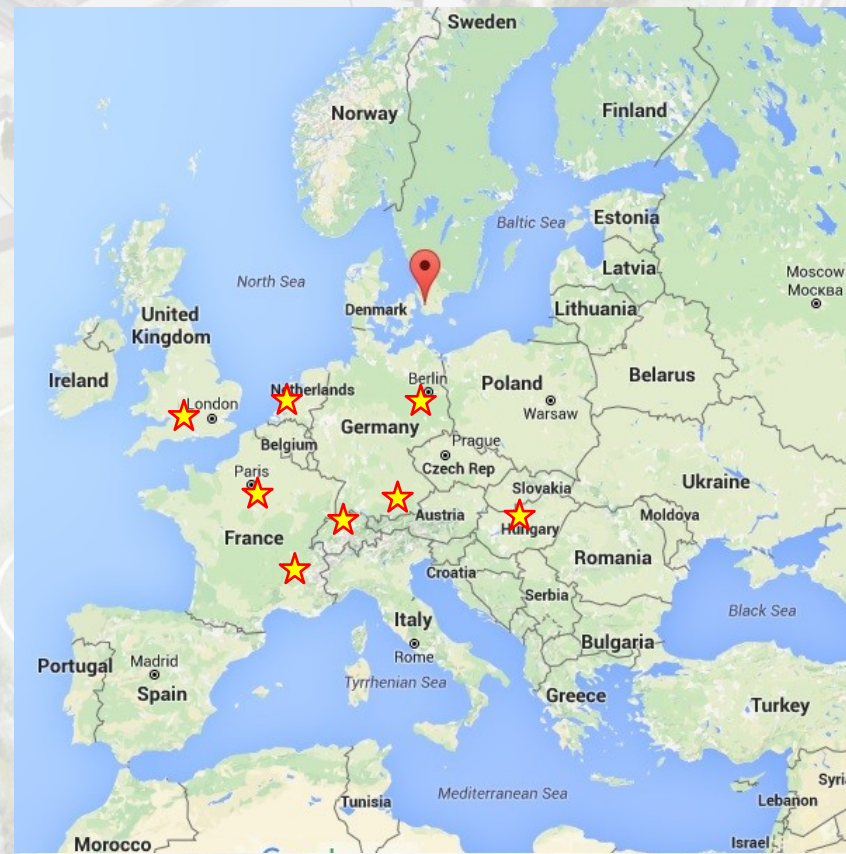 Sweden
Norway
Finland
Baltic Sea
Estonia
North Sea
Latvia
Moscow
Москва
Denmark
Lithuania
United
Kingdom
Ireland
Belarus
London
Netherlands
Berlin
Poland
Warsaw
Germany
Belgium
Prague
Czech Rep
Paris
Ukraine
Slovakia
Austria
Moldova
Hungary
France
Romania
Croatia
Serbia
Black Sea
Italy
Rome
Bulgaria
Portugal
Madrid
Spain
Tyrrhenian Sea
Greece
Turkey
Mediterranean Sea
Tunisia
Lebanon
Israel
Morocco